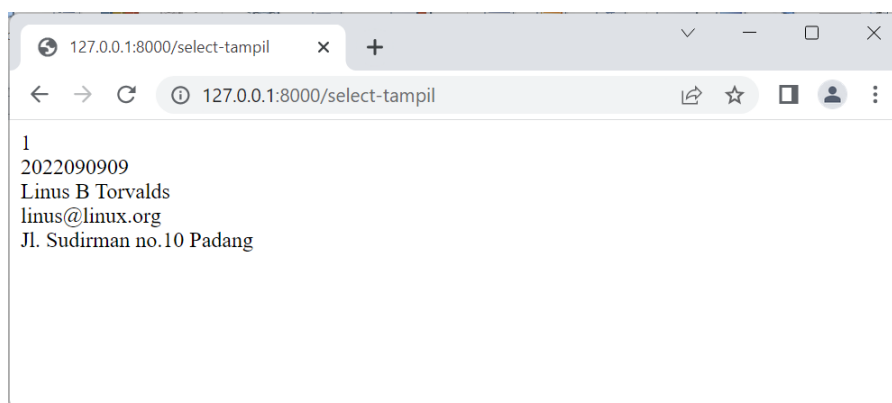 127.0.0.1:8000/select-tampil
127.0.0.1:8000/select-tampil
1
2022090909
Linus B Torvalds
linus@linux.org
Jl. Sudirman no.10 Padang